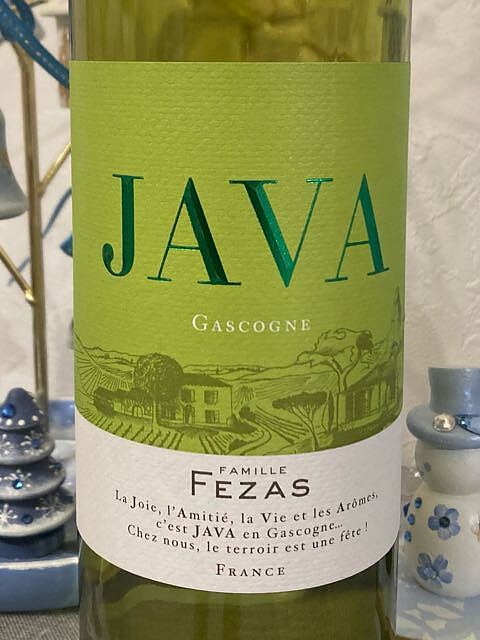 JAVA
GASCOGNE
FAMILLE
FEZAS
La Joie, l'Amitié, la Vie et les Arômes,
c'est JAVA en Gascogne...
Chez nous, le terroir est une fête !
FRANCE